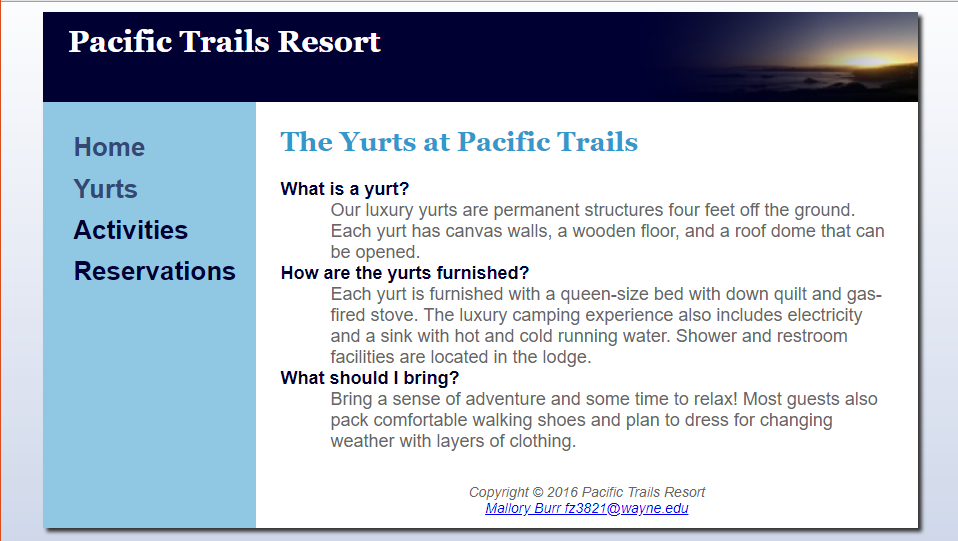 Pacific Trails Resort
Home
Yurts
Activities
Reservations
The Yurts at Pacific Trails
What is a yurt?
Our luxury yurts are permanent structures four feet off the ground.
Each yurt has canvas walls, a wooden floor, and a roof dome that can
be opened.
How are the yurts furnished?
Each yurt is furnished with a queen-size bed with down quilt and gas-
fired stove. The luxury camping experience also includes electricity
and a sink with hot and cold running water. Shower and restroom
facilities are located in the lodge.
What should I bring?
Bring a sense of adventure and some time to relax! Most guests also
pack comfortable walking shoes and plan to dress for changing
weather with layers of clothing.
Copyright © 2016 Pacific Trails Resort
Mallory Burr fz3821@wayne.edu